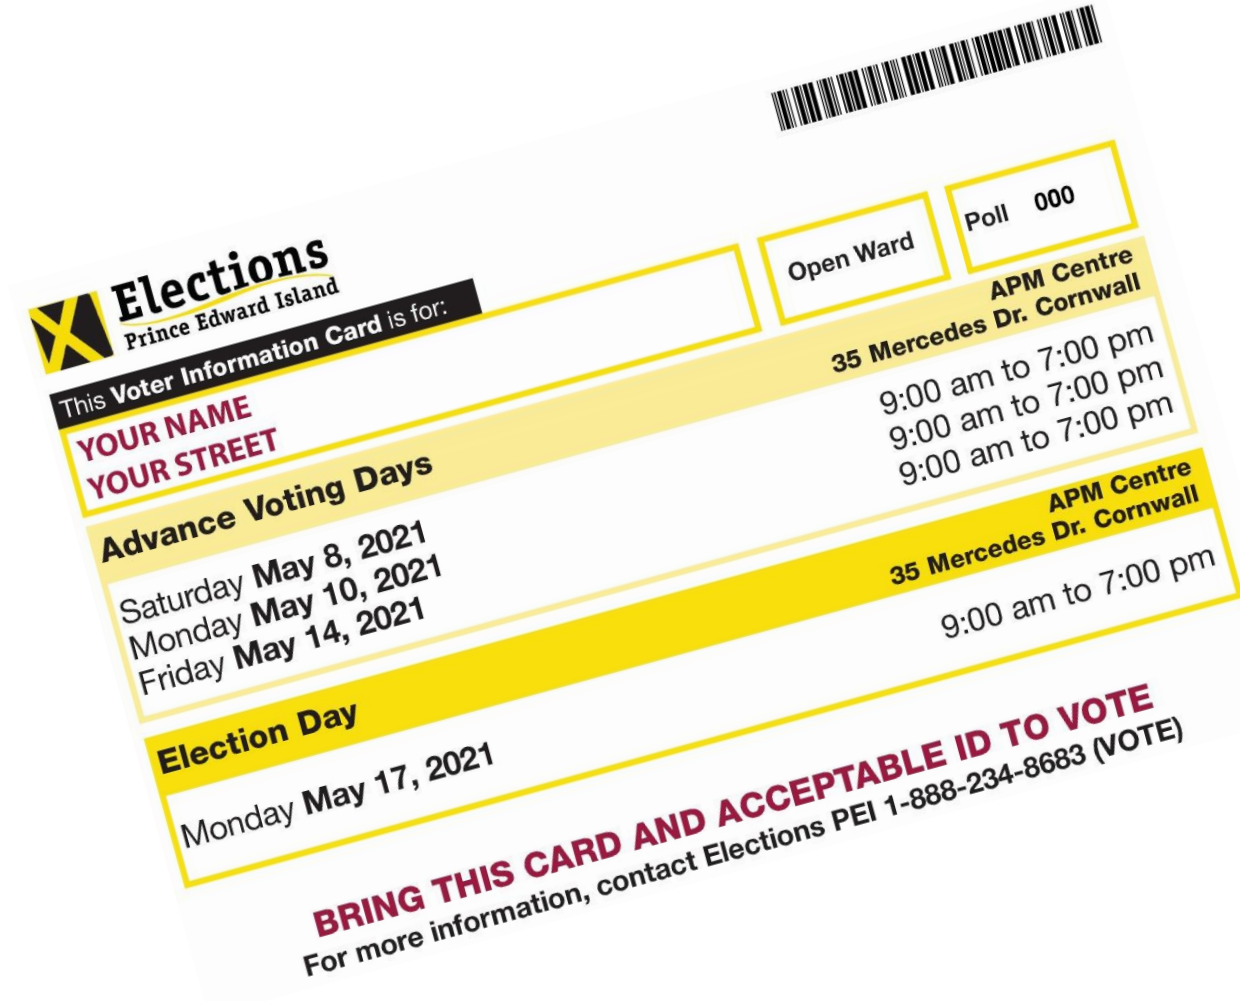 Elections
Prince Edward Island
This Voter Information Card is for:
YOUR NAME
YOUR STREET
Open Ward
Poll 000
Advance Voting Days
APM Centre
35 Mercedes Dr. Cornwall
Saturday May 8, 2021 9:00 am to 7:00 pm
Monday May 10, 2021 9:00 am to 7:00 pm
Friday May 14, 2021 9:00 am to 7:00 pm
Election Day
APM Centre
35 Mercedes Dr. Cornwall
Monday May 17, 2021 9:00 am to 7:00 pm
BRING THIS CARD AND ACCEPTABLE ID TO VOTE
For more information, contact Elections PEI 1-888-234-8683 (VOTE)